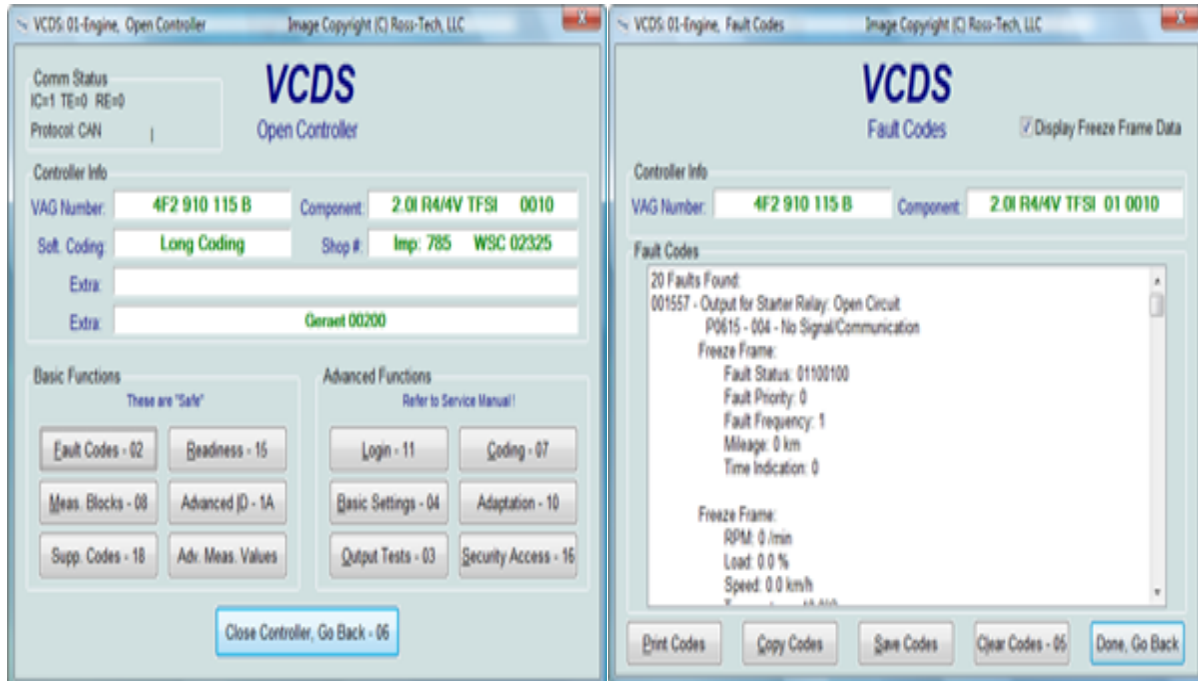 VCDS: 01-Engine, Open Controller
Image Copyright (C) Ross-Tech, LLC
Comm Status
IC=1 TE=0 RE=0
Protocol: CAN
VCDS
Open Controller
Controller Info
VAG Number: 4F2 910 115 B Component: 2.0l R4/4V TFSI 0010
Soft. Coding: Long Coding Shop #: Imp: 785 WSC 02325
Extra:
Extra: Geraet 00200
Basic Functions
These are "Safe"
Fault Codes - 02 Readiness - 15
Meas. Blocks - 08 Advanced ID - 1A
Supp. Codes - 18 Adv. Meas. Values
Advanced Functions
Refer to Service Manual!
Login - 11 Coding - 07
Basic Settings - 04 Adaptation - 10
Output Tests - 03 Security Access - 16
Close Controller, Go Back - 06
VCDS: 01-Engine, Fault Codes
Image Copyright (C) Ross-Tech, LLC
VCDS
Fault Codes
Display Freeze Frame Data
Controller Info
VAG Number: 4F2 910 115 B Component: 2.0l R4/4V TFSI 01 0010
Fault Codes
20 Faults Found:
001557 - Output for Starter Relay: Open Circuit
P0615 - 004 - No Signal/Communication
Freeze Frame:
Fault Status: 01100100
Fault Priority: 0
Fault Frequency: 1
Mileage: 0 km
Time Indication: 0
Freeze Frame:
RPM: 0 /min
Load: 0.0 %
Speed: 0.0 km/h
Print Codes Copy Codes Save Codes Clear Codes - 05 Done, Go Back